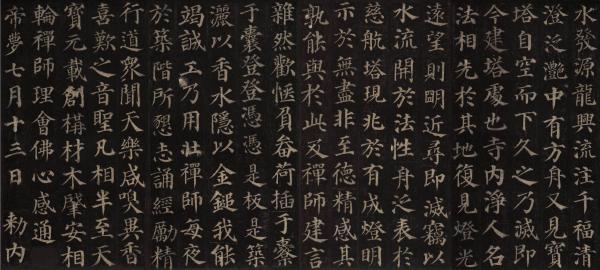 水發源龍興流注千福清
澄泛灧中有方舟又見寶
塔自空而下久之乃滅即
今建塔處也寺內淨人名
法相先於其地復見燈光
遠望則明近尋即滅竊以
水流開於法性舟泛表於
慈航塔現兆於有成燈明
示於無盡非至德精感其
孰能與於此及禪師建言
雜然歡愜負畚荷插于橐
于囊登登憑憑是板是築
灑以香水隱以金鎚我能
竭誠工乃用壯禪師每夜
於築階所懇志誦經勵精
行道眾聞天樂咸嗅異香
喜歎之音聖凡相半至天
寶元載創構材木肇安相
輪禪師理會佛心感通
帝夢七月十三日勅內